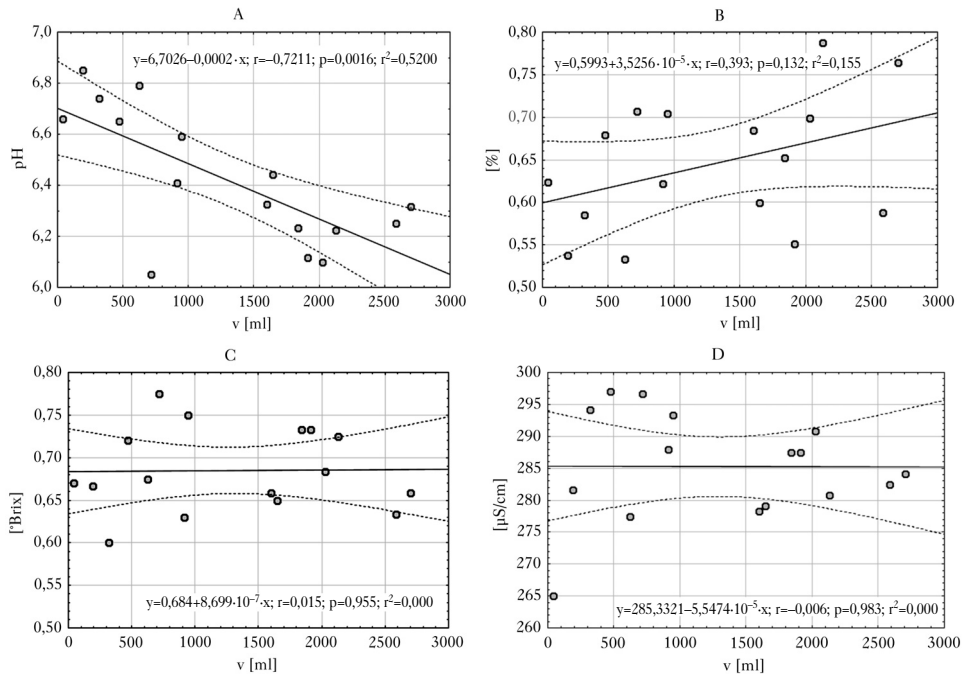 A
7,0
6,8
6,6
6,4
6,2
6,0
pH
y=6,7026–0,0002·x; r=–0,7211; p=0,0016; r²=0,5200
0 500 1000 1500 2000 2500 3000
v [ml]
B
0,80
0,75
0,70
0,65
0,60
0,55
0,50
[%]
y=0,5993+3,5256·10⁻⁵·x; r=0,393; p=0,132; r²=0,155
0 500 1000 1500 2000 2500 3000
v [ml]
C
0,80
0,75
0,70
0,65
0,60
0,55
0,50
[°Brix]
y=0,684+8,699·10⁻⁷·x; r=0,015; p=0,955; r²=0,000
0 500 1000 1500 2000 2500 3000
v [ml]
D
300
295
290
285
280
275
270
265
260
[µS/cm]
y=285,3321–5,5474·10⁻⁵·x; r=–0,006; p=0,983; r²=0,000
0 500 1000 1500 2000 2500 3000
v [ml]